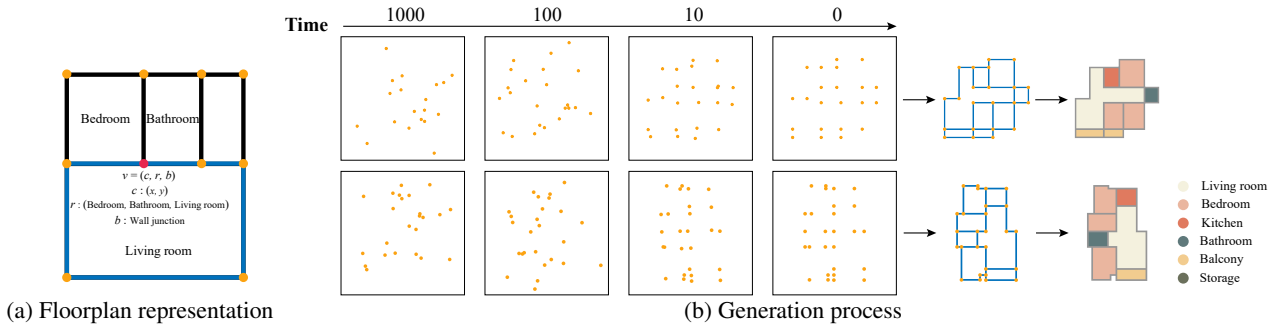 Time
1000
100
10
0
Bedroom
Bathroom
v = (c, r, b)
c : (x, y)
r : (Bedroom, Bathroom, Living room)
b : Wall junction
Living room
Living room
Bedroom
Kitchen
Bathroom
Balcony
Storage
(a) Floorplan representation
(b) Generation process